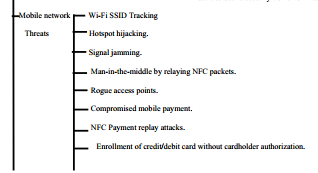 Mobile network
Threats
Wi-Fi SSID Tracking
Hotspot hijacking.
Signal jamming.
Man-in-the-middle by relaying NFC packets.
Rogue access points.
Compromised mobile payment.
NFC Payment replay attacks.
Enrollment of credit/debit card without cardholder authorization.